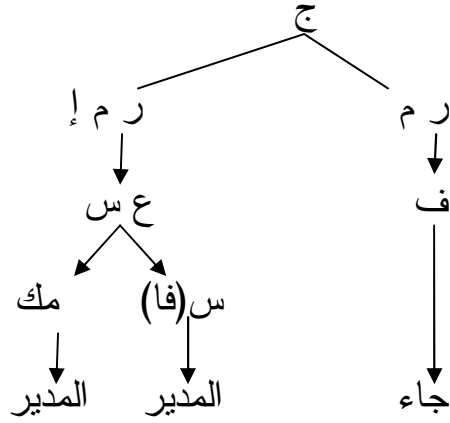 ج
ر م ر م إ
ف ع س
س(فا) مك
جاء المدير المدير